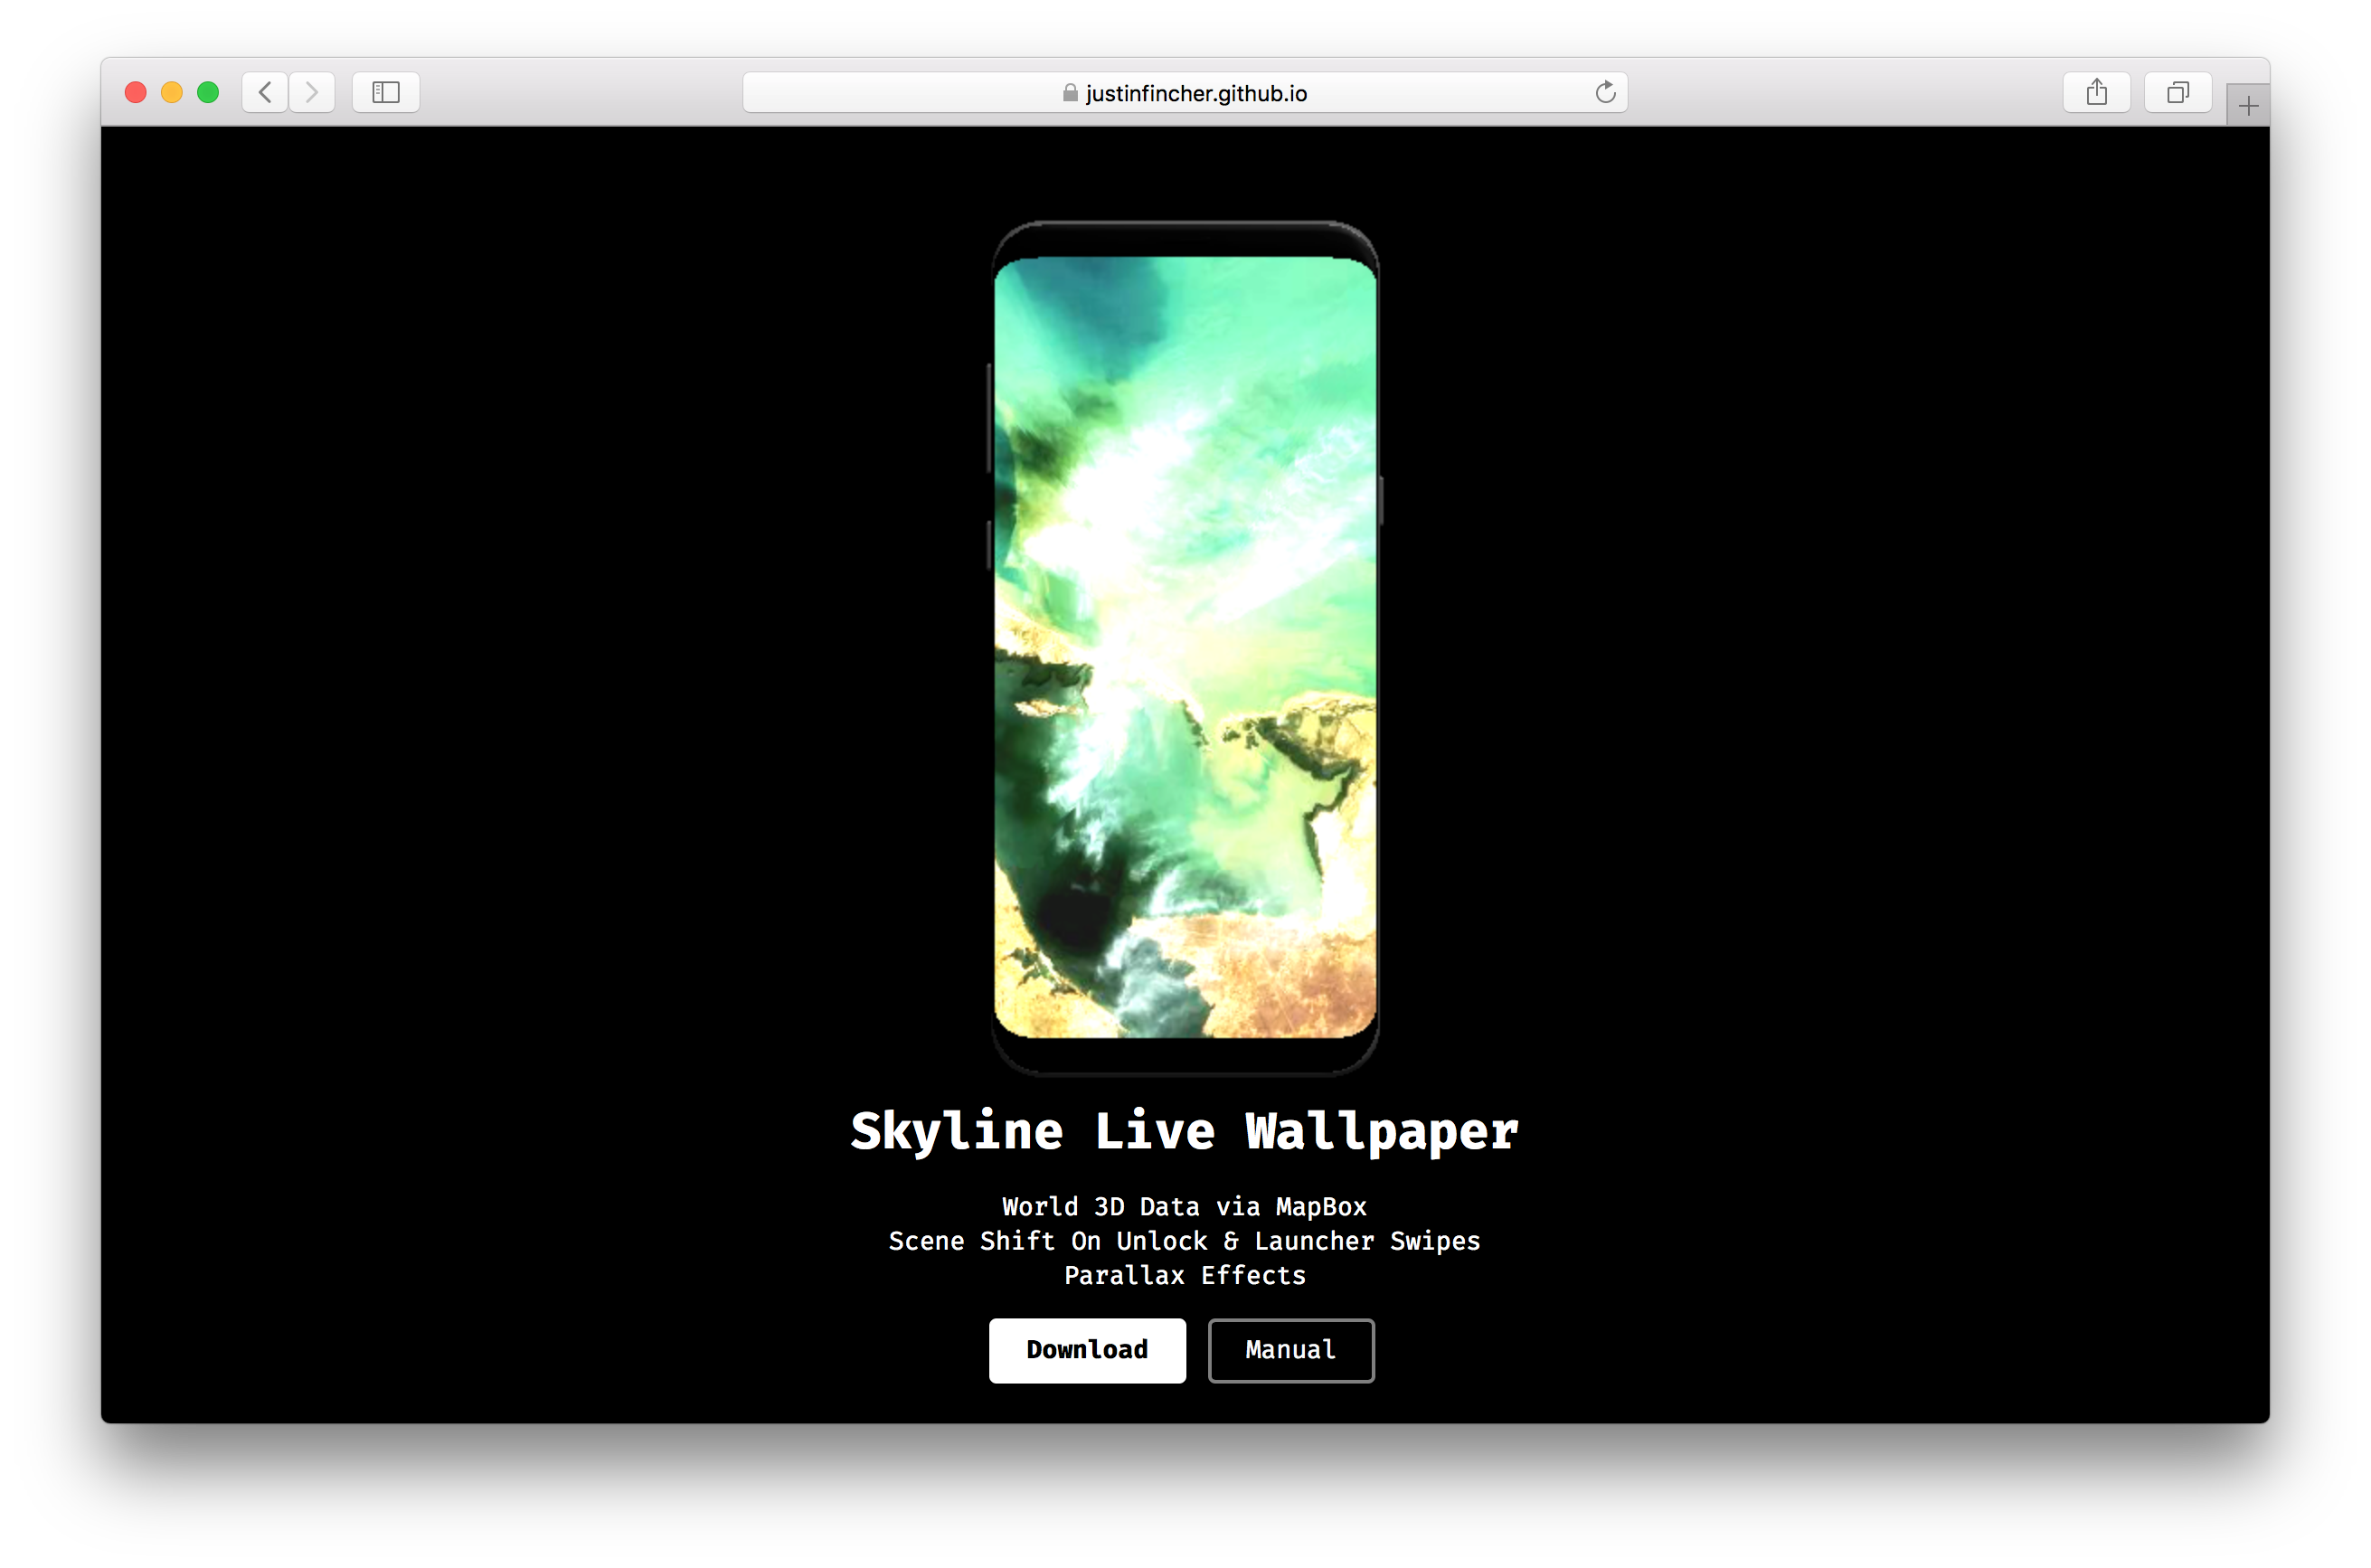 justinfincher.github.io
Skyline Live Wallpaper
World 3D Data via MapBox
Scene Shift On Unlock & Launcher Swipes
Parallax Effects
Download
Manual